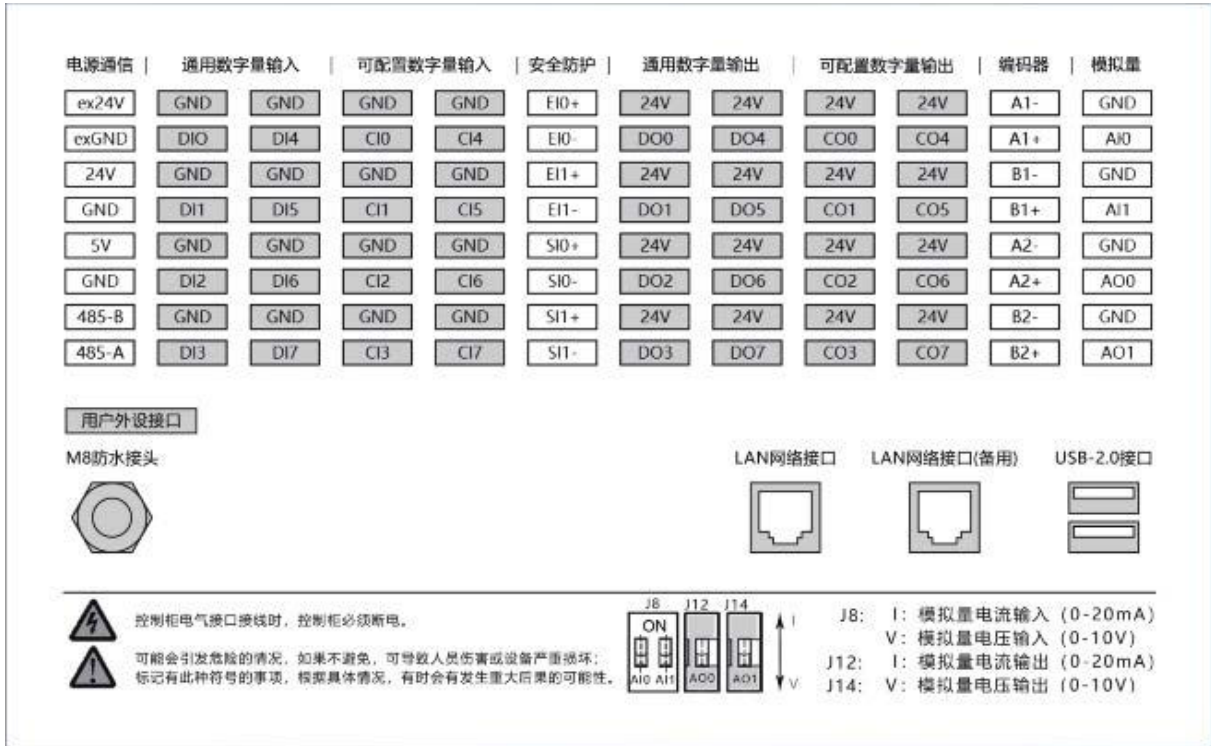 电源通信 | 通用数字量输入 | 可配置数字量输入 | 安全防护 | 通用数字量输出 | 可配置数字量输出 | 编码器 | 模拟量
ex24V GND GND GND GND EI0+ 24V 24V 24V 24V A1- GND
exGND DI0 DI4 CI0 CI4 EI0- DO0 DO4 CO0 CO4 A1+ AI0
24V GND GND GND GND EI1+ 24V 24V 24V 24V B1- GND
GND DI1 DI5 CI1 CI5 EI1- DO1 DO5 CO1 CO5 B1+ AI1
5V GND GND GND GND SI0+ 24V 24V 24V 24V A2- GND
GND DI2 DI6 CI2 CI6 SI0- DO2 DO6 CO2 CO6 A2+ AO0
485-B GND GND GND GND SI1+ 24V 24V 24V 24V B2- GND
485-A DI3 DI7 CI3 CI7 SI1- DO3 DO7 CO3 CO7 B2+ AO1
用户外设接口
M8防水接头 LAN网络接口 LAN网络接口(备用) USB-2.0接口
控制柜电气接口接线时，控制柜必须断电。
可能会引发危险的情况，如果不避免，可导致人员伤害或设备严重损坏；
标记有此种符号的事项，根据具体情况，有时会有发生重大后果的可能性。
J8 J12 J14
ON I
AI0 AI1 AO0 AO1 V
J8: I: 模拟量电流输入 (0-20mA)
V: 模拟量电压输入 (0-10V)
J12: I: 模拟量电流输出 (0-20mA)
J14: V: 模拟量电压输出 (0-10V)